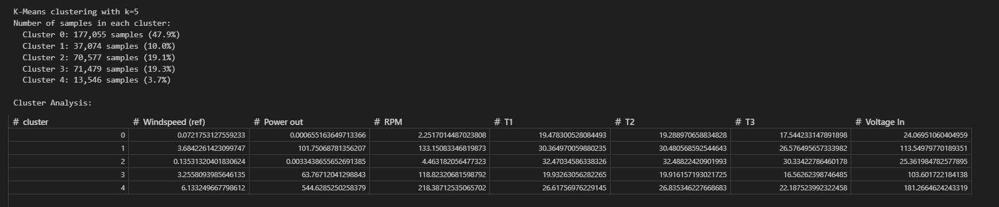 K-Means clustering with k=5
Number of samples in each cluster:
Cluster 0: 177,055 samples (47.9%)
Cluster 1: 37,074 samples (10.0%)
Cluster 2: 70,577 samples (19.1%)
Cluster 3: 71,479 samples (19.3%)
Cluster 4: 13,546 samples (3.7%)
Cluster Analysis:
# cluster # Windspeed (ref) # Power out # RPM # T1 # T2 # T3 # Voltage In
0 0.0721753127559233 0.000655163649713366 2.2517014487023808 19.478300528084493 19.288970658834828 17.544233147891898 24.06951060404959
1 3.6842261423099747 101.75068781356207 133.15083346819873 30.364970059880235 30.480568592544643 26.576495657333982 113.54979770189351
2 0.13531320401830624 0.0033438655652691385 4.463182056477323 32.47034586338326 32.48822420901993 30.33422786460178 25.361984782577895
3 3.2558093985646135 63.76712041298843 118.82320681598792 19.93263056282265 19.916157193021725 16.56262398746485 103.601722184138
4 6.133249667798612 544.6285250258379 218.38712535065702 26.61756976229145 26.835346227668683 22.187523992322458 181.2664624243319